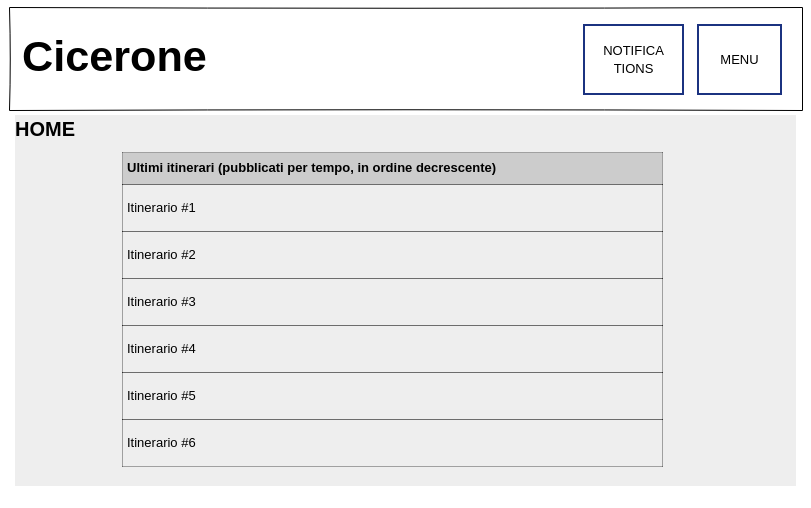 Cicerone
NOTIFICA
TIONS
MENU
HOME
Ultimi itinerari (pubblicati per tempo, in ordine decrescente)
Itinerario #1
Itinerario #2
Itinerario #3
Itinerario #4
Itinerario #5
Itinerario #6